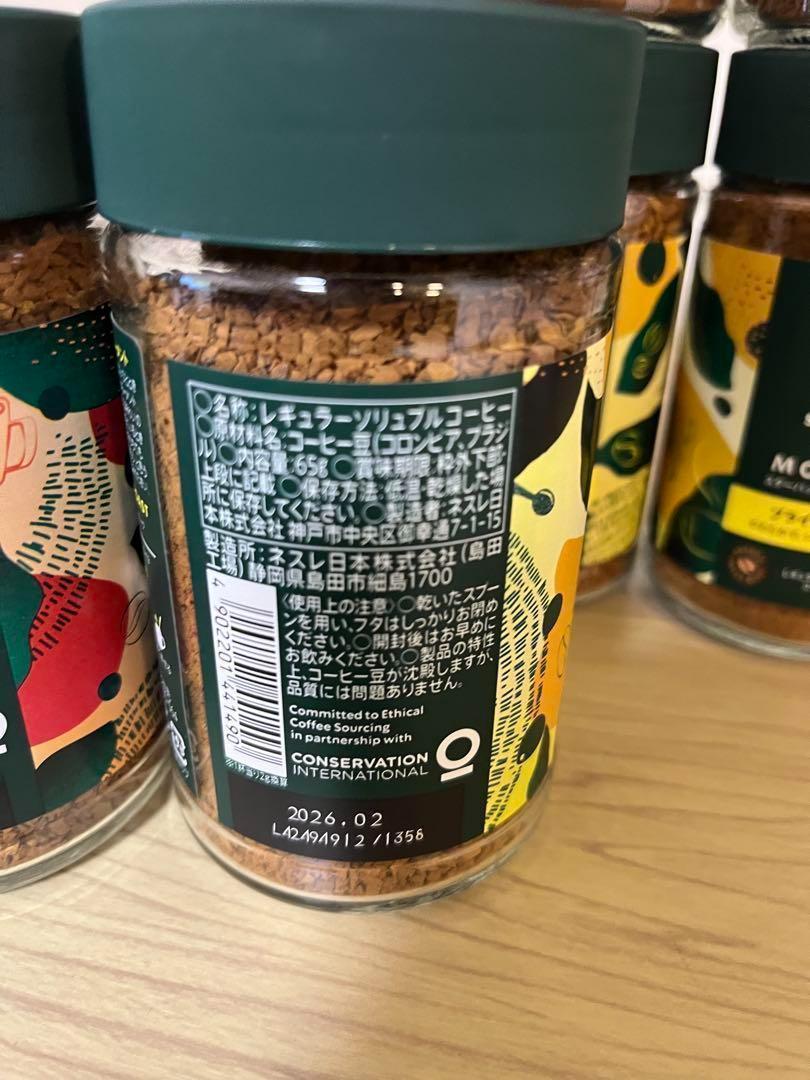 ○名称:レギュラーソリュブルコーヒー
○原材料名:コーヒー豆(コロンビア,ブラジ
ル)○内容量:65g○賞味期限:枠外下部・
上段に記載○保存方法:低温・乾燥した場
所に保存してください。○製造者:ネスレ日
本株式会社 神戸市中央区御幸通7-1-15
製造所:ネスレ日本株式会社(島田
工場)静岡県島田市細島1700
〈使用上の注意〉○乾いたスプー
ンを用い、フタはしっかりお閉め
ください。○開封後はお早めに
お飲みください。○製品の特性
上、コーヒー豆が沈殿しますが、
品質には問題ありません。
4 902201 441490
Committed to Ethical
Coffee Sourcing
in partnership with
CONSERVATION
INTERNATIONAL
2026.02
L42494912 /1358